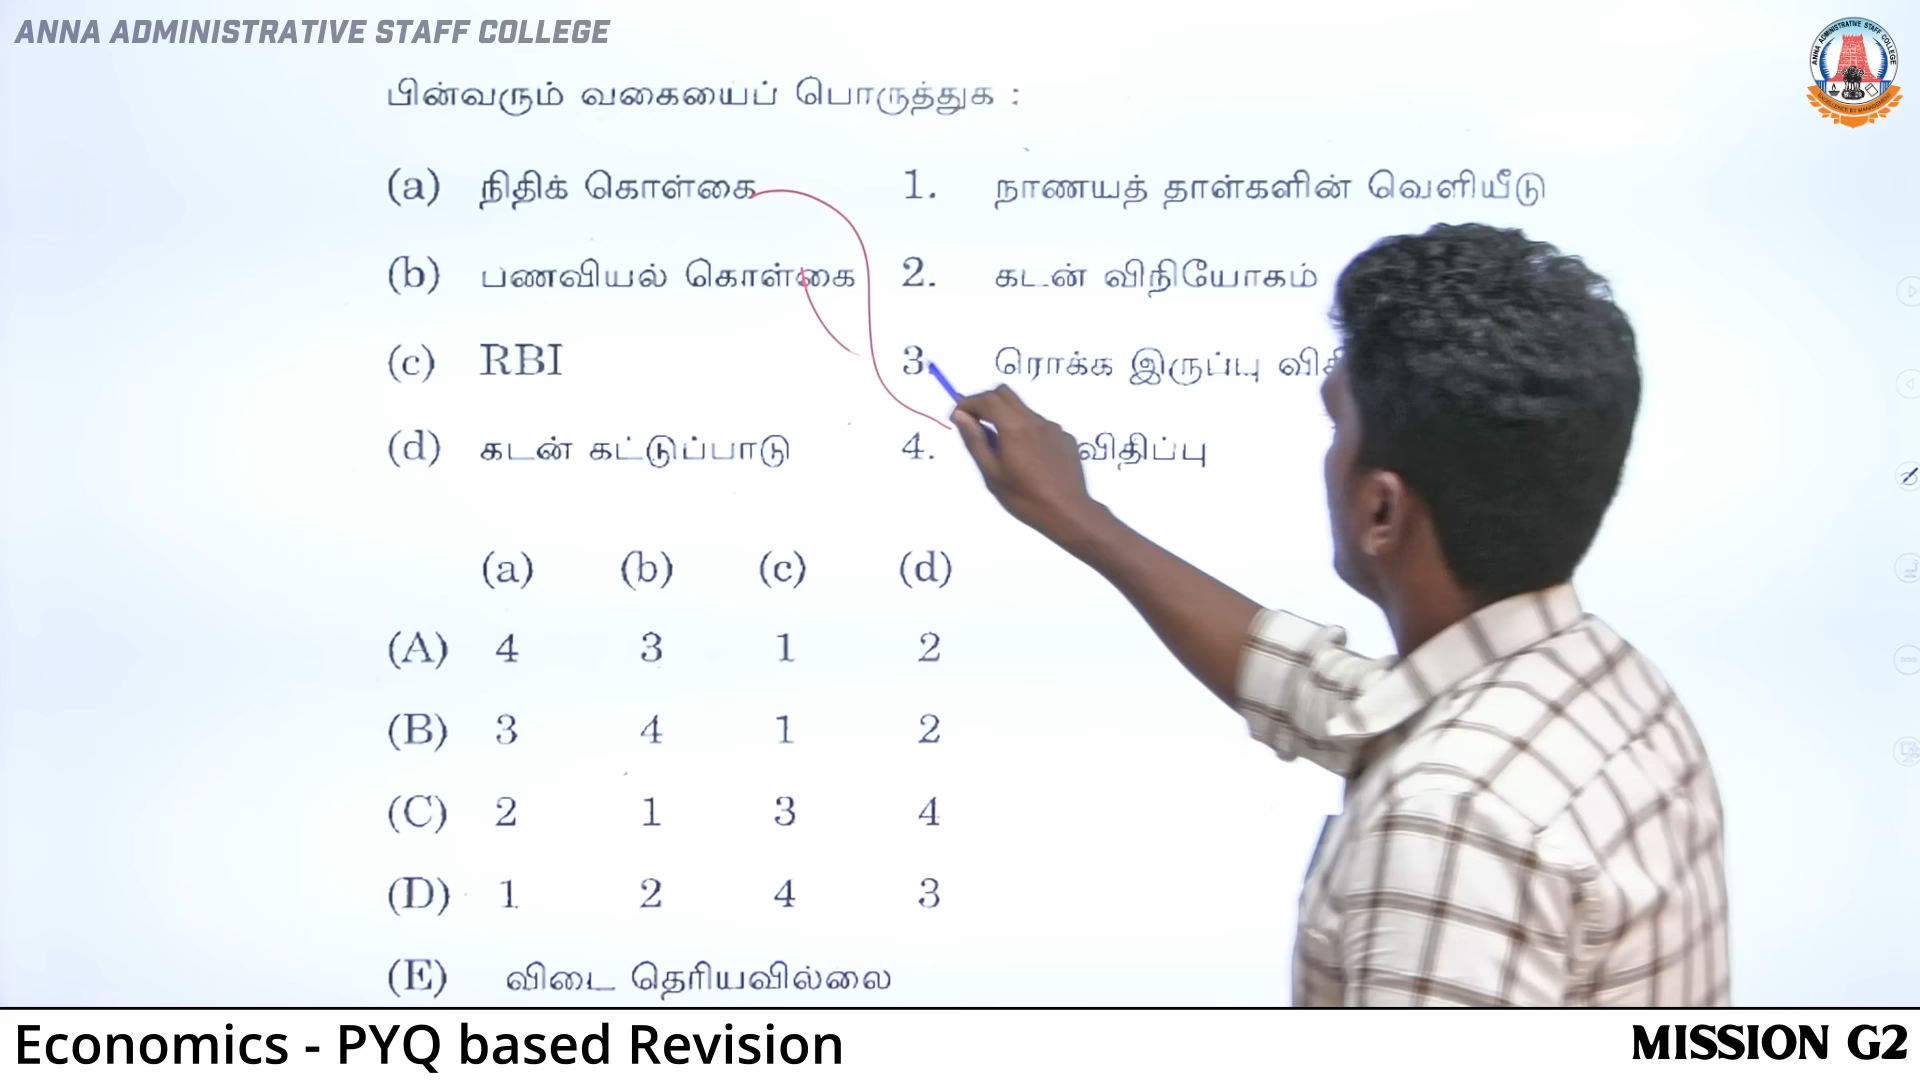 ANNA ADMINISTRATIVE STAFF COLLEGE
பின்வரும் வகையைப் பொருத்துக :
(a) நிதிக் கொள்கை 1. நாணயத் தாள்களின் வெளியீடு
(b) பணவியல் கொள்கை 2. கடன் விநியோகம்
(c) RBI 3. ரொக்க இருப்பு
(d) கடன் கட்டுப்பாடு 4.
(a) (b) (c) (d)
(A) 4 3 1 2
(B) 3 4 1 2
(C) 2 1 3 4
(D) 1 2 4 3
(E) விடை தெரியவில்லை
Economics - PYQ based Revision
MISSION G2